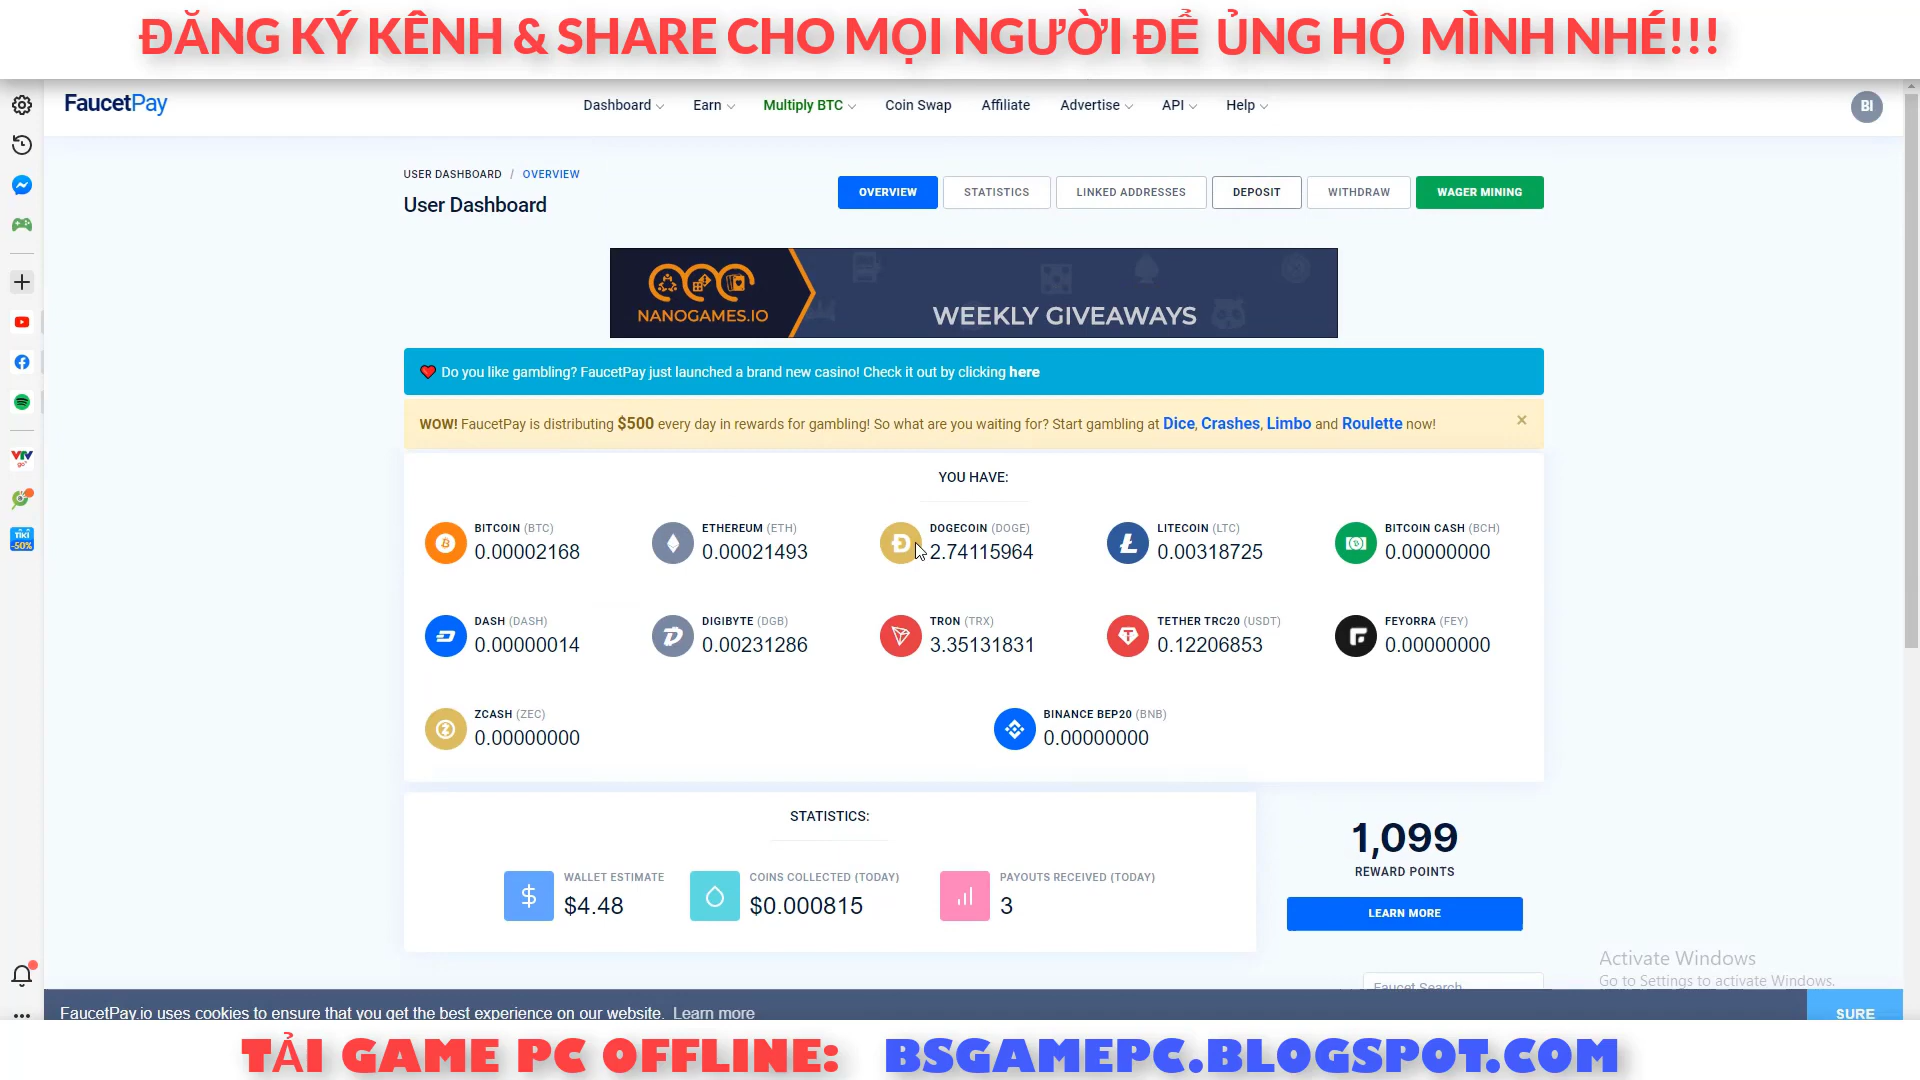 ĐĂNG KÝ KÊNH & SHARE CHO MỌI NGƯỜI ĐỂ ỦNG HỘ MÌNH NHÉ!!!
FaucetPay
Dashboard Earn Multiply BTC Coin Swap Affiliate Advertise API Help
BI
USER DASHBOARD / OVERVIEW
User Dashboard
OVERVIEW STATISTICS LINKED ADDRESSES DEPOSIT WITHDRAW WAGER MINING
NANOGAMES.IO
WEEKLY GIVEAWAYS
Do you like gambling? FaucetPay just launched a brand new casino! Check it out by clicking here
WOW! FaucetPay is distributing $500 every day in rewards for gambling! So what are you waiting for? Start gambling at Dice, Crashes, Limbo and Roulette now! ×
YOU HAVE:
BITCOIN (BTC) ETHEREUM (ETH) DOGECOIN (DOGE) LITECOIN (LTC) BITCOIN CASH (BCH)
0.00002168 0.00021493 2.74115964 0.00318725 0.00000000
DASH (DASH) DIGIBYTE (DGB) TRON (TRX) TETHER TRC20 (USDT) FEYORRA (FEY)
0.00000014 0.00231286 3.35131831 0.12206853 0.00000000
ZCASH (ZEC) BINANCE BEP20 (BNB)
0.00000000 0.00000000
STATISTICS:
WALLET ESTIMATE COINS COLLECTED (TODAY) PAYOUTS RECEIVED (TODAY)
$4.48 $0.000815 3
1,099
REWARD POINTS
LEARN MORE
VTV
go
TIKI
-50%
Activate Windows
Go to Settings to activate Windows.
Faucet Search
FaucetPay.io uses cookies to ensure that you get the best experience on our website. Learn more
SURE
TẢI GAME PC OFFLINE: BSGAMEPC.BLOGSPOT.COM